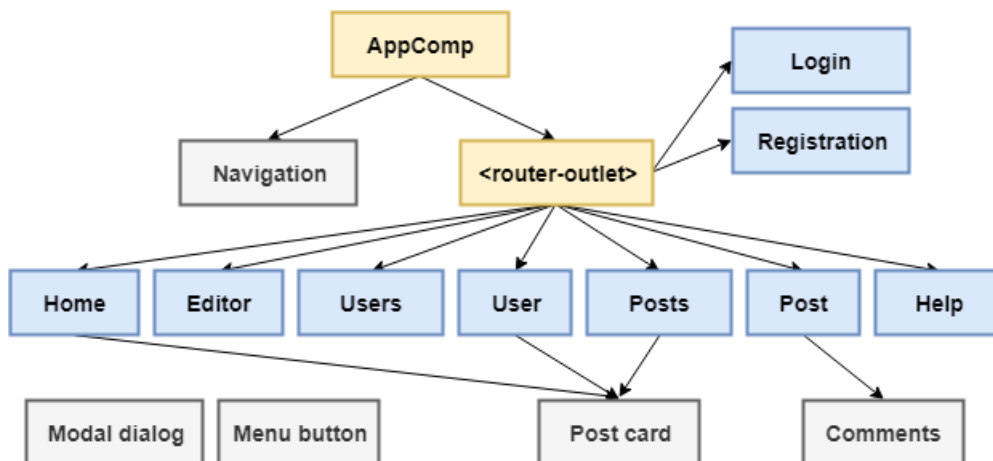 AppComp
Login
Registration
Navigation
<router-outlet>
Home
Editor
Users
User
Posts
Post
Help
Modal dialog
Menu button
Post card
Comments